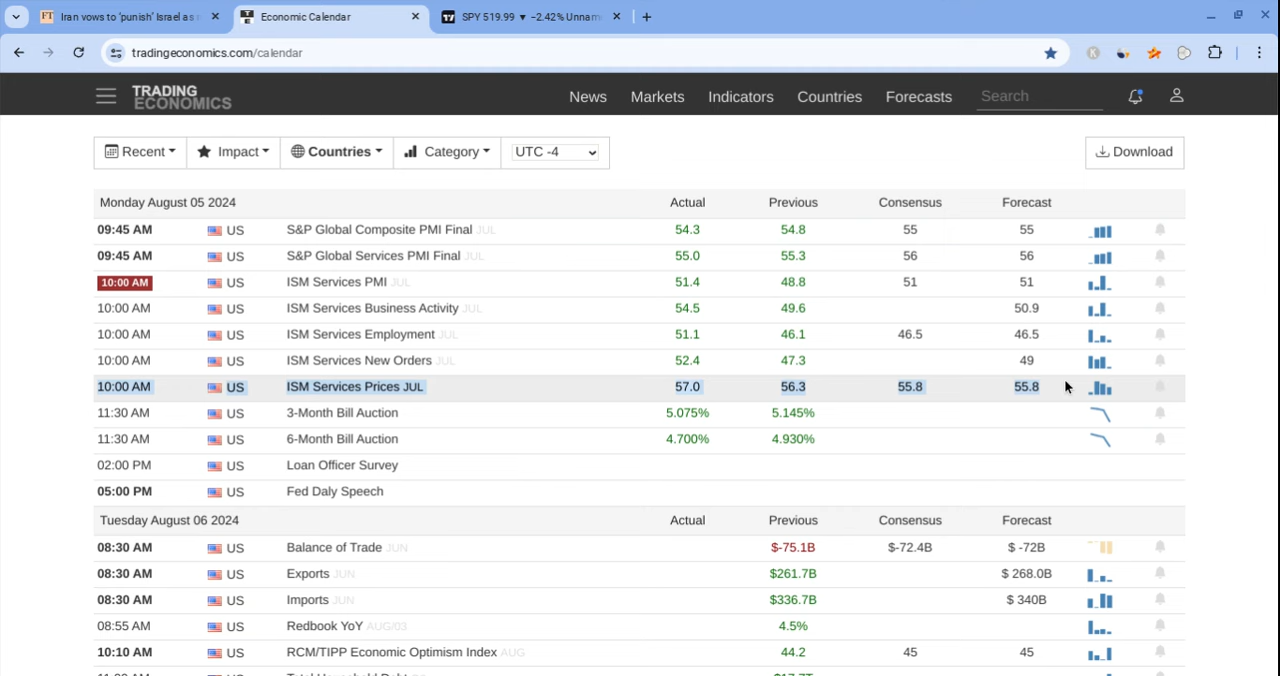 Iran vows to ‘punish’ Israel as
Economic Calendar
SPY 519.99 ▼ −2.42% Unnam
tradingeconomics.com/calendar
TRADING
ECONOMICS
News Markets Indicators Countries Forecasts Search
Recent Impact Countries Category UTC -4 Download
Monday August 05 2024 Actual Previous Consensus Forecast
09:45 AM US S&P Global Composite PMI Final JUL 54.3 54.8 55 55
09:45 AM US S&P Global Services PMI Final JUL 55.0 55.3 56 56
10:00 AM US ISM Services PMI JUL 51.4 48.8 51 51
10:00 AM US ISM Services Business Activity JUL 54.5 49.6 50.9
10:00 AM US ISM Services Employment JUL 51.1 46.1 46.5 46.5
10:00 AM US ISM Services New Orders JUL 52.4 47.3 49
10:00 AM US ISM Services Prices JUL 57.0 56.3 55.8 55.8
11:30 AM US 3-Month Bill Auction 5.075% 5.145%
11:30 AM US 6-Month Bill Auction 4.700% 4.930%
02:00 PM US Loan Officer Survey
05:00 PM US Fed Daly Speech
Tuesday August 06 2024 Actual Previous Consensus Forecast
08:30 AM US Balance of Trade JUN $-75.1B $-72.4B $ -72B
08:30 AM US Exports JUN $261.7B $ 268.0B
08:30 AM US Imports JUN $336.7B $ 340B
08:55 AM US Redbook YoY AUG/03 4.5%
10:10 AM US RCM/TIPP Economic Optimism Index AUG 44.2 45 45